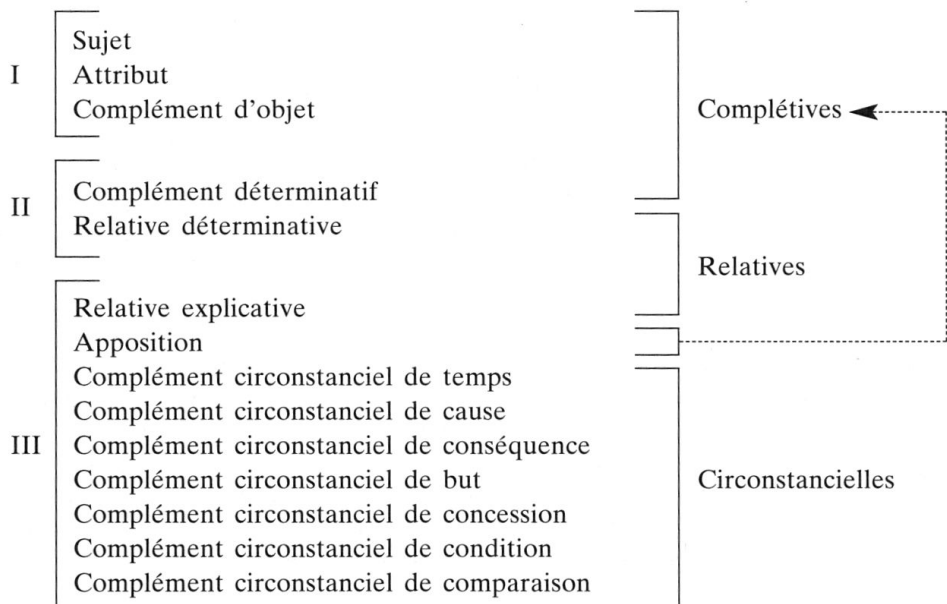 Sujet
I
Attribut
Complément d'objet
Complétives
II
Complément déterminatif
Relative déterminative
Relatives
Relative explicative
Apposition
Complément circonstanciel de temps
Complément circonstanciel de cause
III
Complément circonstanciel de conséquence
Complément circonstanciel de but
Circonstancielles
Complément circonstanciel de concession
Complément circonstanciel de condition
Complément circonstanciel de comparaison